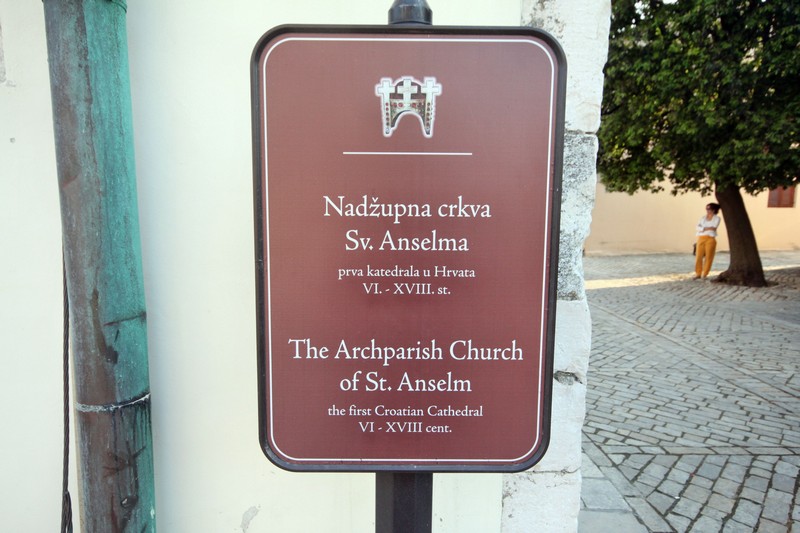 Nadžupna crkva
Sv. Anselma
prva katedrala u Hrvata
VI. - XVIII. st.
The Archparish Church
of St. Anselm
the first Croatian Cathedral
VI - XVIII cent.